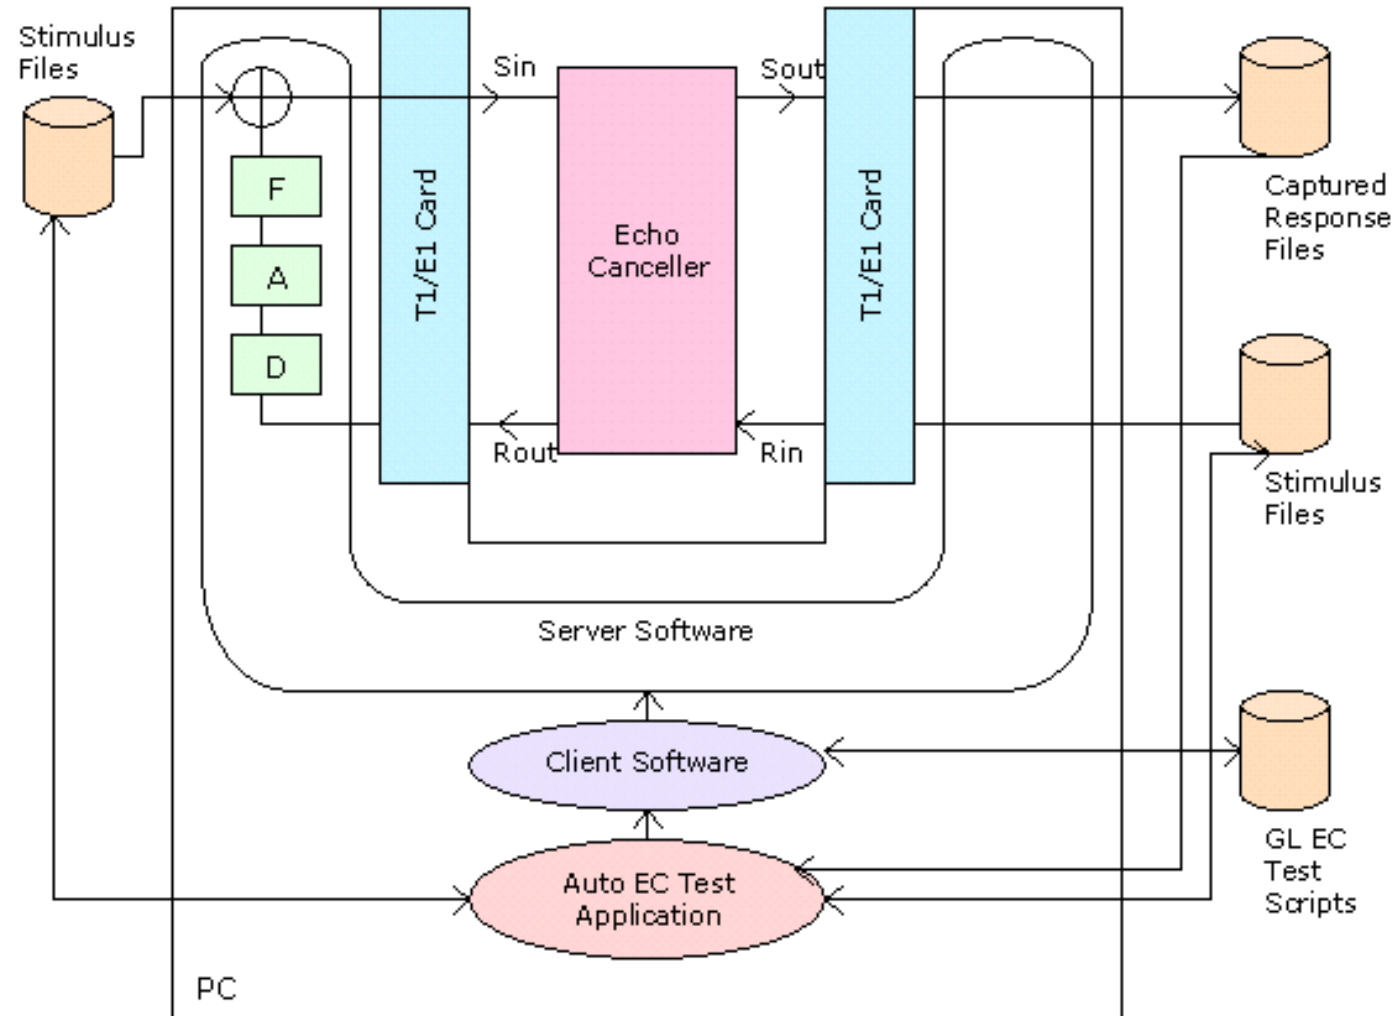 Stimulus
Files
Sin
Sout
F
A
D
T1/E1 Card
Echo
Canceller
T1/E1 Card
Captured
Response
Files
Rout
Rin
Stimulus
Files
Server Software
Client Software
GL EC
Test
Scripts
Auto EC Test
Application
PC